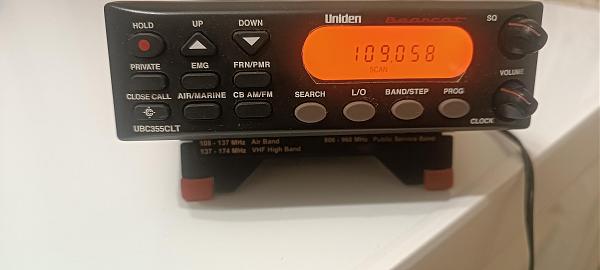 Uniden Bearcat
HOLD UP DOWN SQ
109.058
SCAN
PRIVATE EMG FRN/PMR VOLUME
CLOSE CALL AIR/MARINE CB AM/FM SEARCH L/O BAND/STEP PROG
UBC355CLT CLOCK
108 - 137 MHz Air Band 806 - 960 MHz Public Service Band
137 - 174 MHz VHF High Band